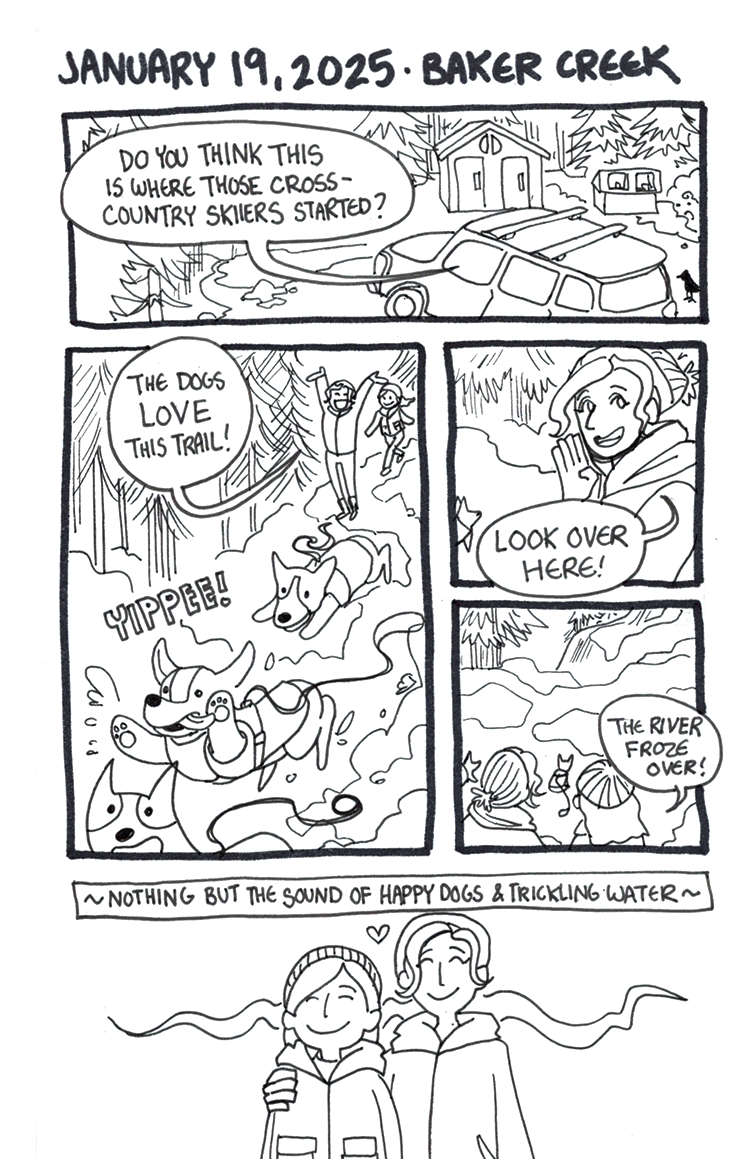 JANUARY 19, 2025 · BAKER CREEK
DO YOU THINK THIS
IS WHERE THOSE CROSS-
COUNTRY SKIIERS STARTED?
THE DOGS
LOVE
THIS TRAIL!
YIPPEE!
LOOK OVER
HERE!
THE RIVER
FROZE
OVER!
~NOTHING BUT THE SOUND OF HAPPY DOGS & TRICKLING WATER~